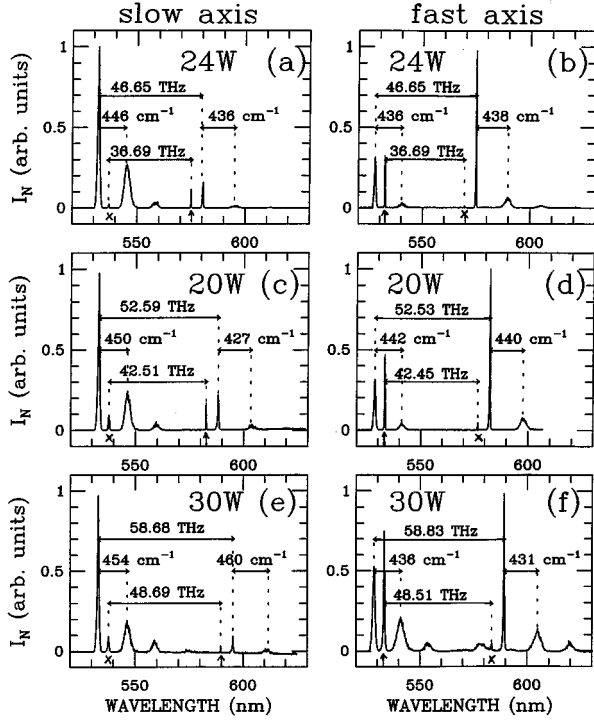 slow axis
fast axis
I_N (arb. units)
1
0.5
0
24W (a)
46.65 THz
446 cm⁻¹
436 cm⁻¹
36.69 THz
x
550
600
24W (b)
46.65 THz
436 cm⁻¹
438 cm⁻¹
36.69 THz
1
0.5
0
x
550
600
I_N (arb. units)
1
0.5
0
20W (c)
52.59 THz
450 cm⁻¹
427 cm⁻¹
42.51 THz
x
550
600
20W (d)
52.53 THz
442 cm⁻¹
440 cm⁻¹
42.45 THz
1
0.5
0
x
550
600
I_N (arb. units)
1
0.5
0
30W (e)
58.68 THz
454 cm⁻¹
460 cm⁻¹
48.69 THz
x
550
600
WAVELENGTH (nm)
30W (f)
58.83 THz
436 cm⁻¹
431 cm⁻¹
48.51 THz
1
0.5
0
x
550
600
WAVELENGTH (nm)